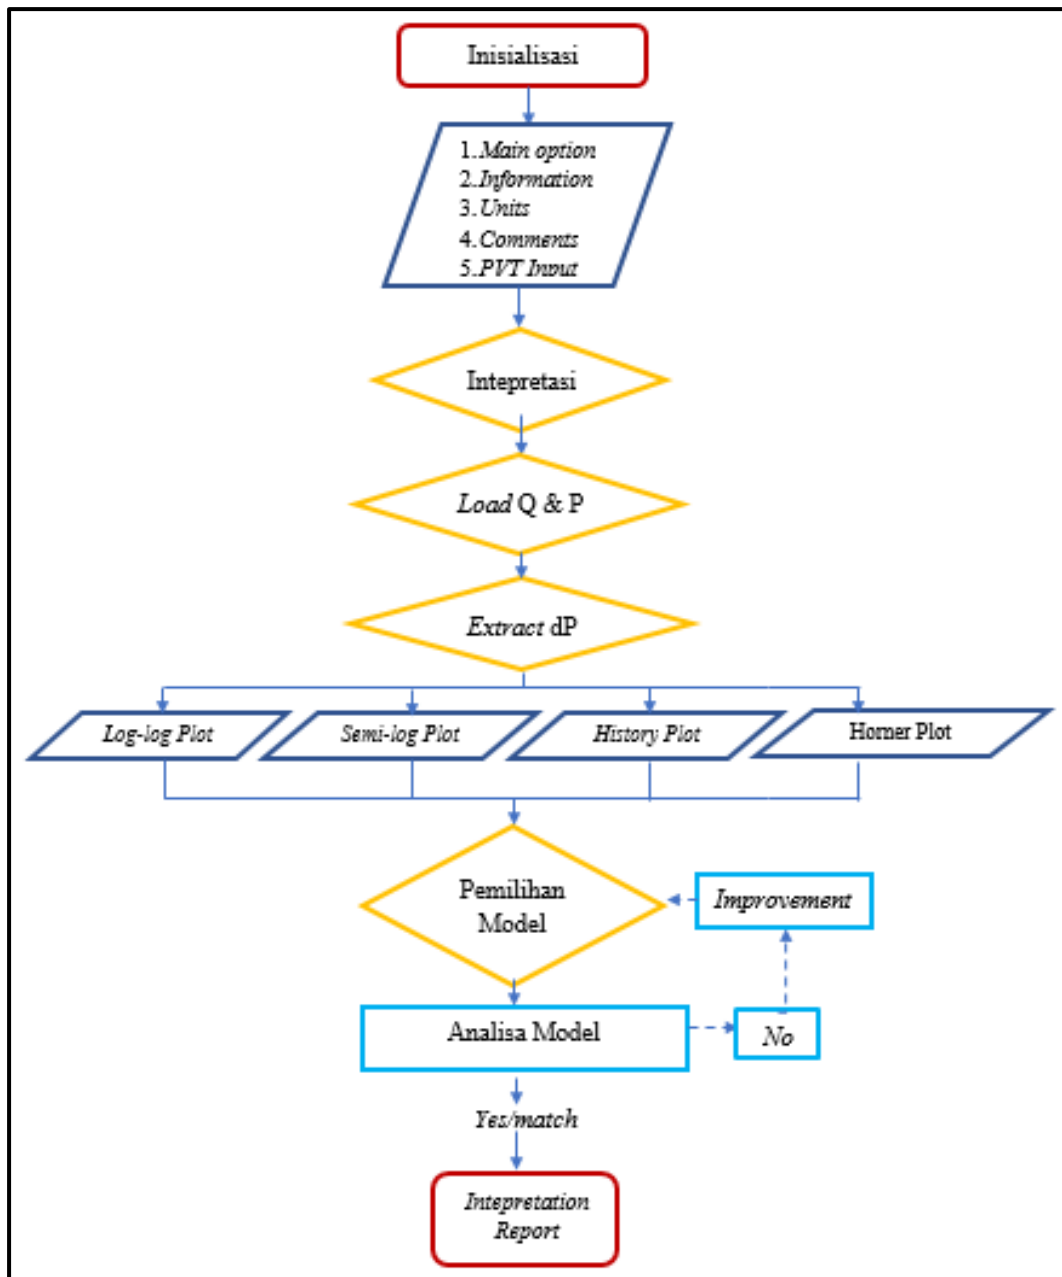 Inisialisasi
1. Main option
2. Information
3. Units
4. Comments
5. PVT Input
Intepretasi
Load Q & P
Extract dP
Log-log Plot
Semi-log Plot
History Plot
Horner Plot
Pemilihan
Model
Improvement
Analisa Model
No
Yes/match
Intepretation
Report